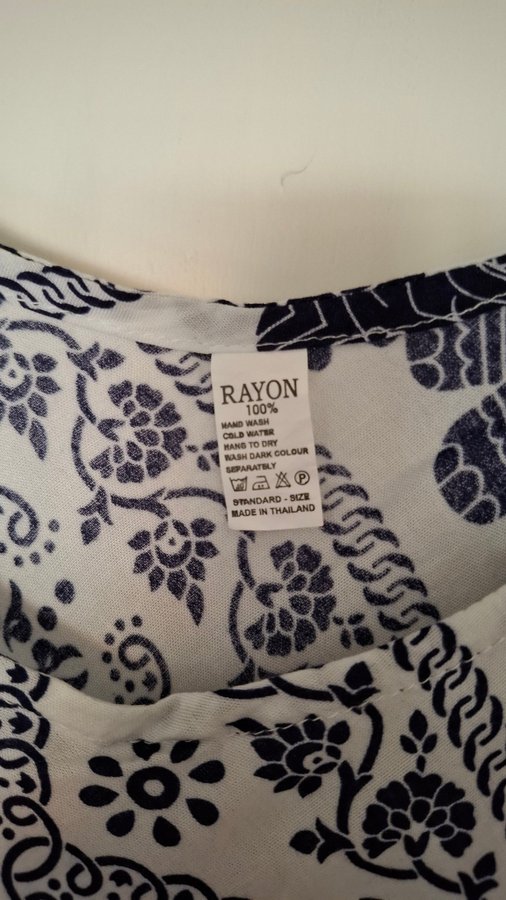 RAYON
100%
HAND WASH
COLD WATER
HANG TO DRY
WASH DARK COLOUR
SEPARATELY
P
STANDARD - SIZE
MADE IN THAILAND